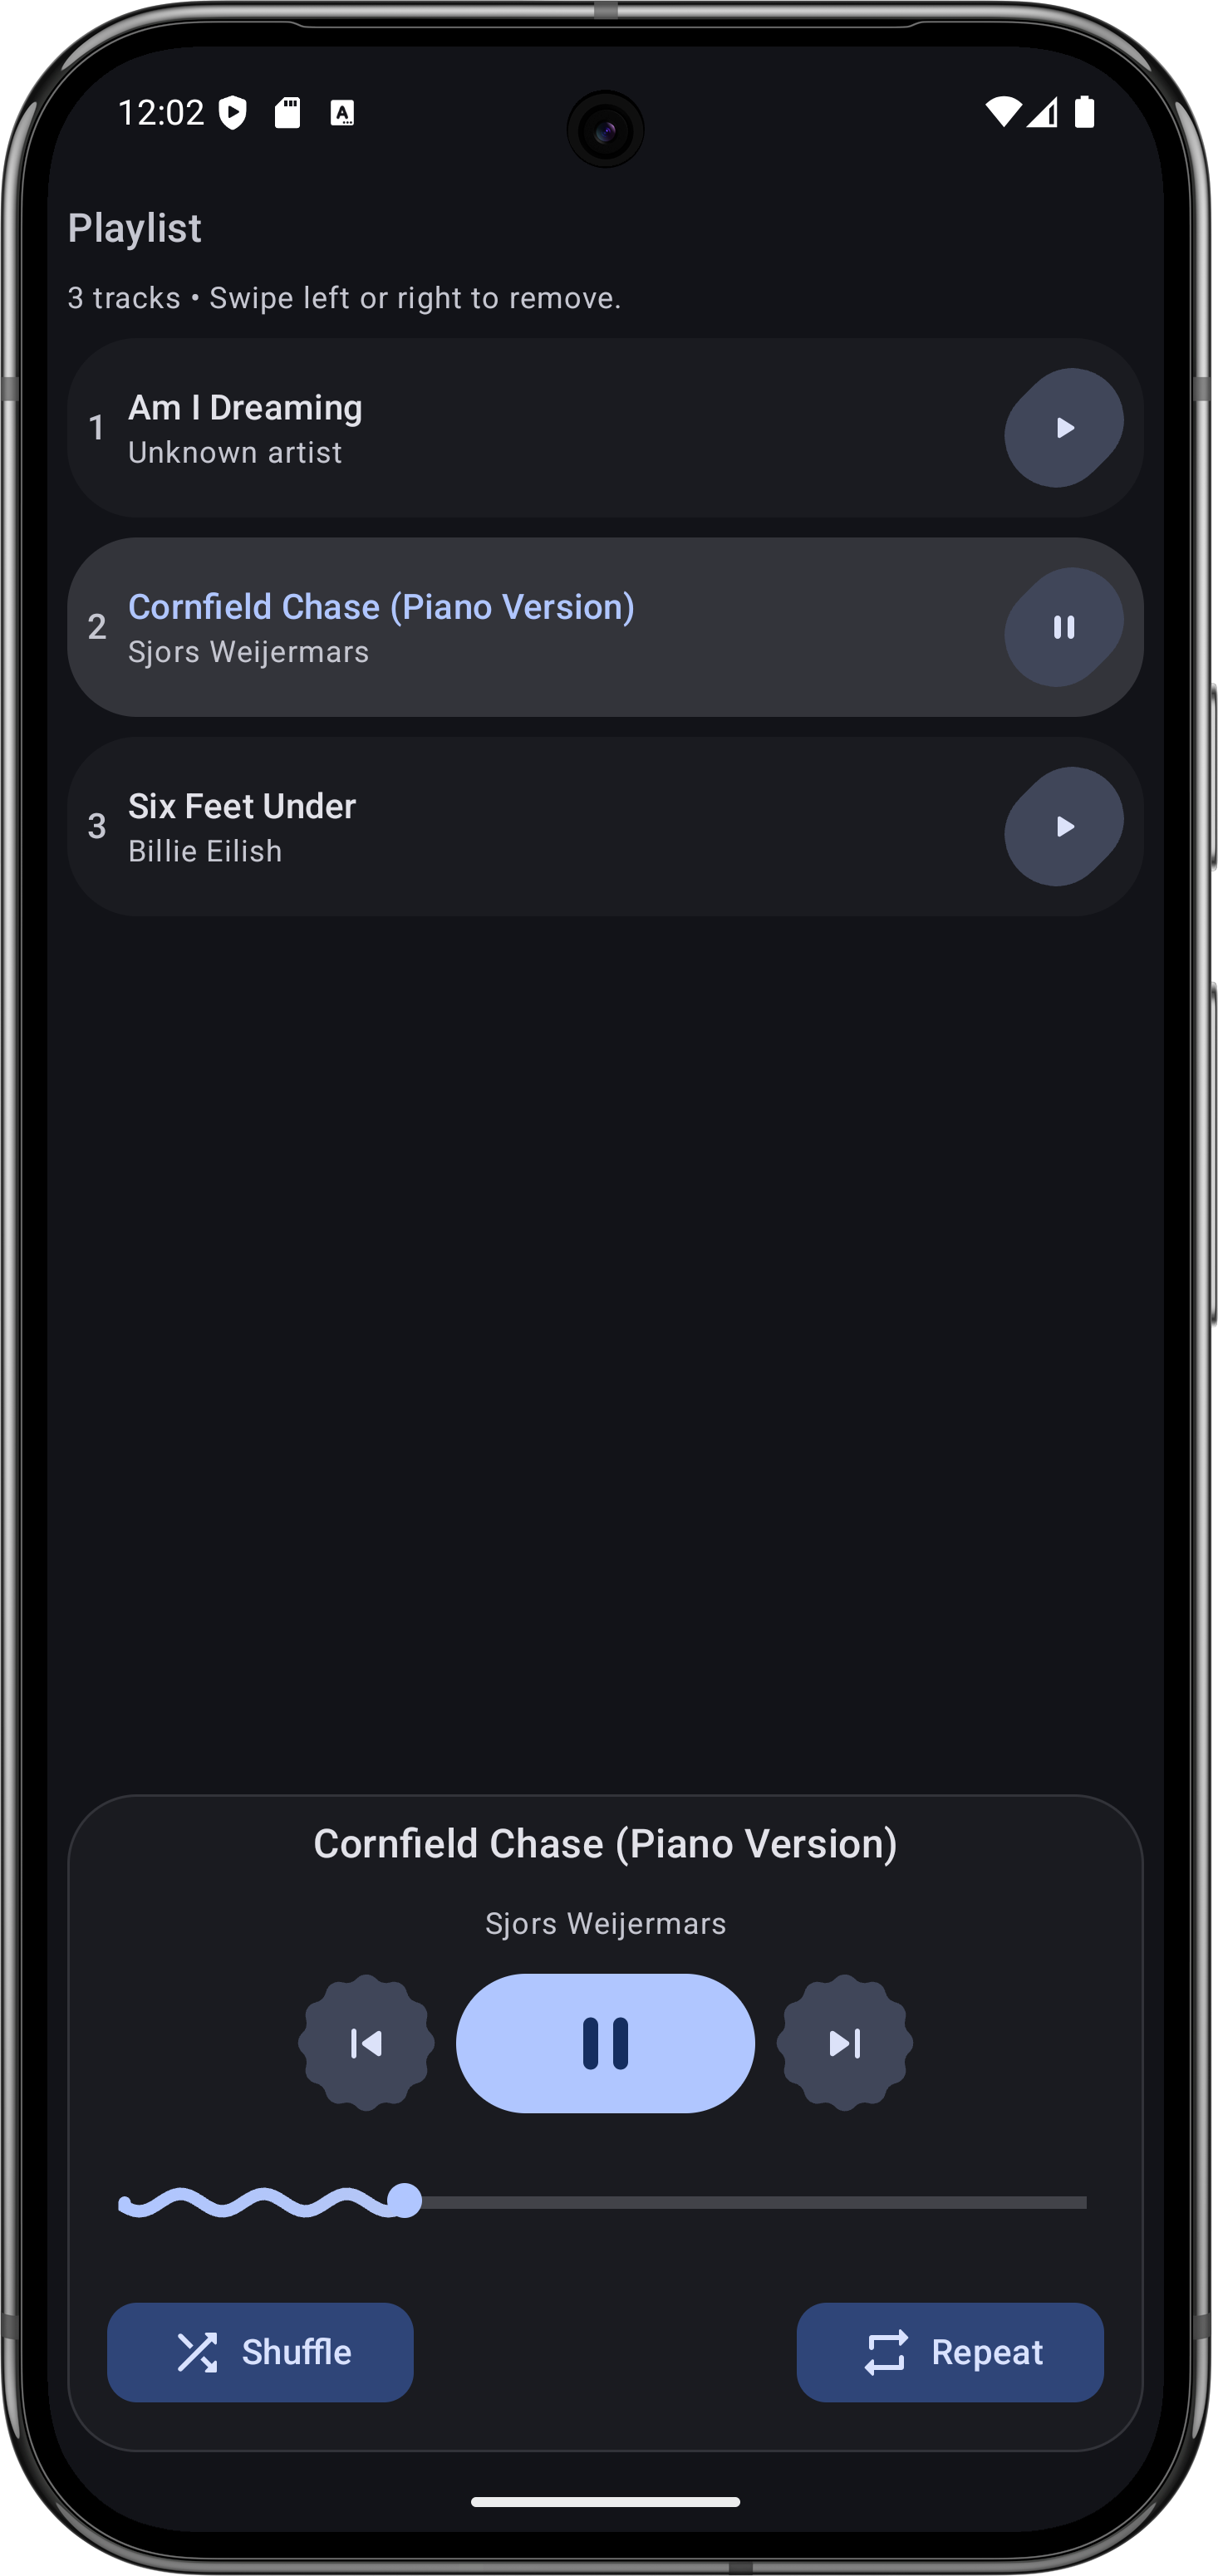 12:02
Playlist
3 tracks • Swipe left or right to remove.
1
Am I Dreaming
Unknown artist
2
Cornfield Chase (Piano Version)
Sjors Weijermars
3
Six Feet Under
Billie Eilish
Cornfield Chase (Piano Version)
Sjors Weijermars
Shuffle
Repeat